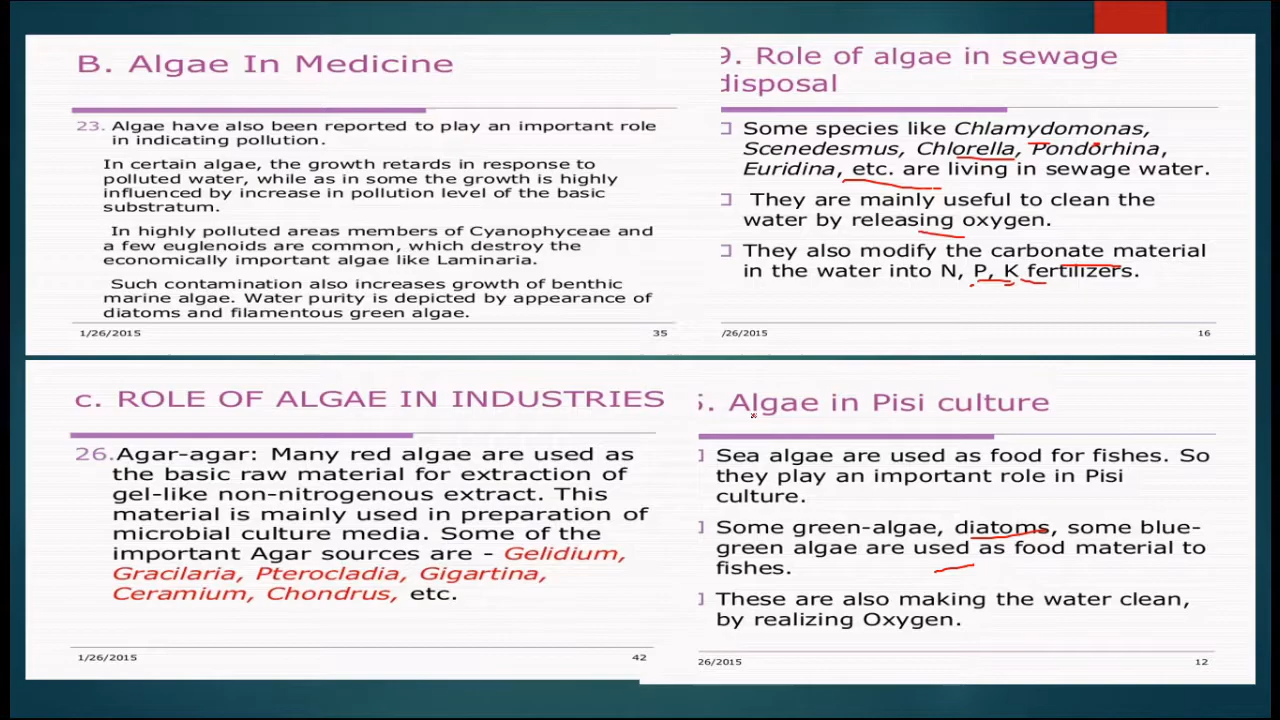 B. Algae In Medicine
23. Algae have also been reported to play an important role
in indicating pollution.
In certain algae, the growth retards in response to
polluted water, while as in some the growth is highly
influenced by increase in pollution level of the basic
substratum.
In highly polluted areas members of Cyanophyceae and
a few euglenoids are common, which destroy the
economically important algae like Laminaria.
Such contamination also increases growth of benthic
marine algae. Water purity is depicted by appearance of
diatoms and filamentous green algae.
1/26/2015 35
9. Role of algae in sewage
disposal
Some species like Chlamydomonas,
Scenedesmus, Chlorella, Pondorhina,
Euridina, etc. are living in sewage water.
They are mainly useful to clean the
water by releasing oxygen.
They also modify the carbonate material
in the water into N, P, K fertilizers.
/26/2015 16
c. ROLE OF ALGAE IN INDUSTRIES
26.Agar-agar: Many red algae are used as
the basic raw material for extraction of
gel-like non-nitrogenous extract. This
material is mainly used in preparation of
microbial culture media. Some of the
important Agar sources are - Gelidium,
Gracilaria, Pterocladia, Gigartina,
Ceramium, Chondrus, etc.
1/26/2015 42
5. Algae in Pisi culture
Sea algae are used as food for fishes. So
they play an important role in Pisi
culture.
Some green-algae, diatoms, some blue-
green algae are used as food material to
fishes.
These are also making the water clean,
by realizing Oxygen.
26/2015 12